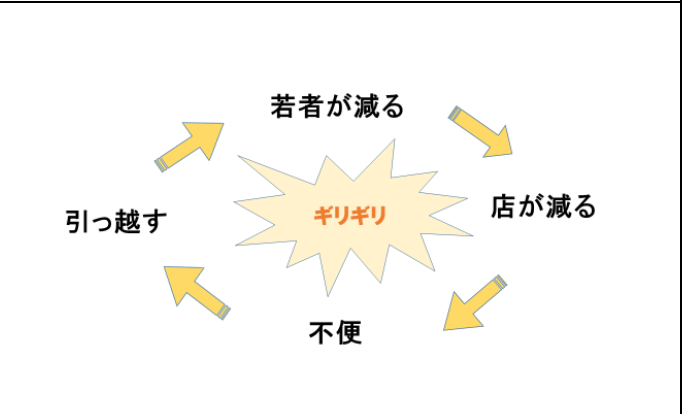 若者が減る
店が減る
引っ越す
ギリギリ
不便